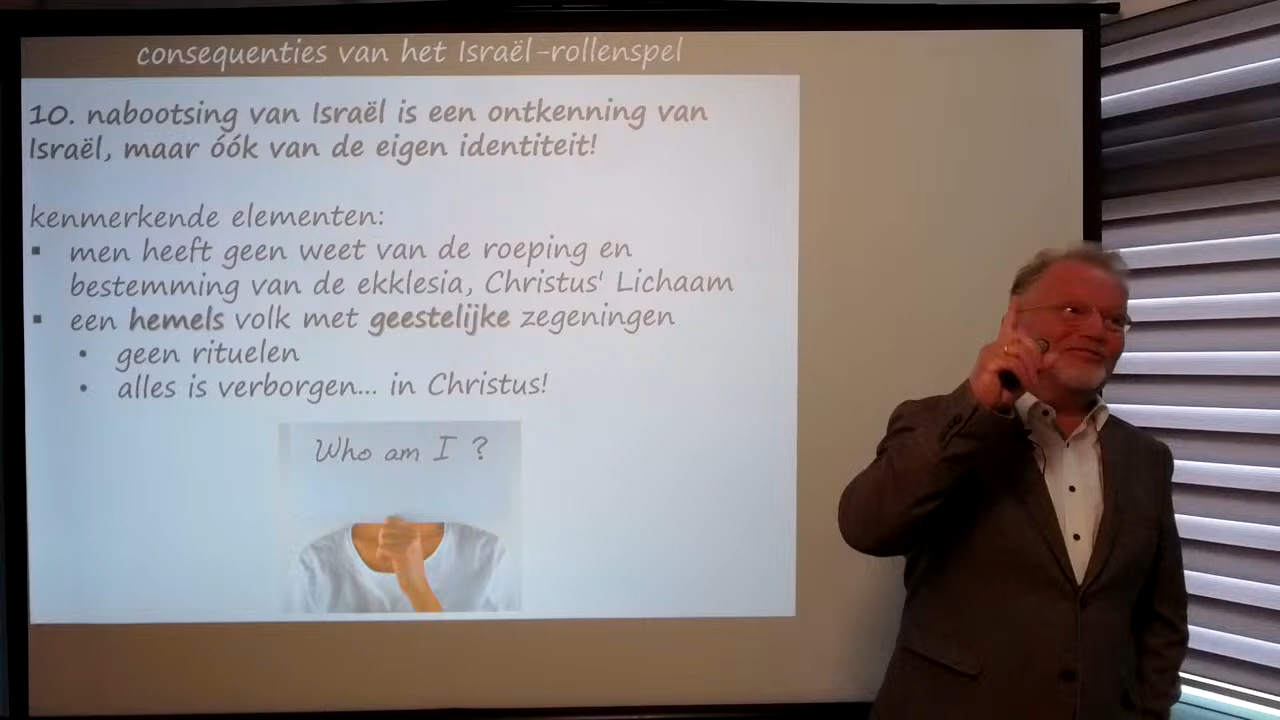 consequenties van het Israël-rollenspel
10. nabootsing van Israël is een ontkenning van
Israël, maar óók van de eigen identiteit!
kenmerkende elementen:
▪ men heeft geen weet van de roeping en
bestemming van de ekklesia, Christus' Lichaam
▪ een hemels volk met geestelijke zegeningen
• geen rituelen
• alles is verborgen... in Christus!
Who am I ?